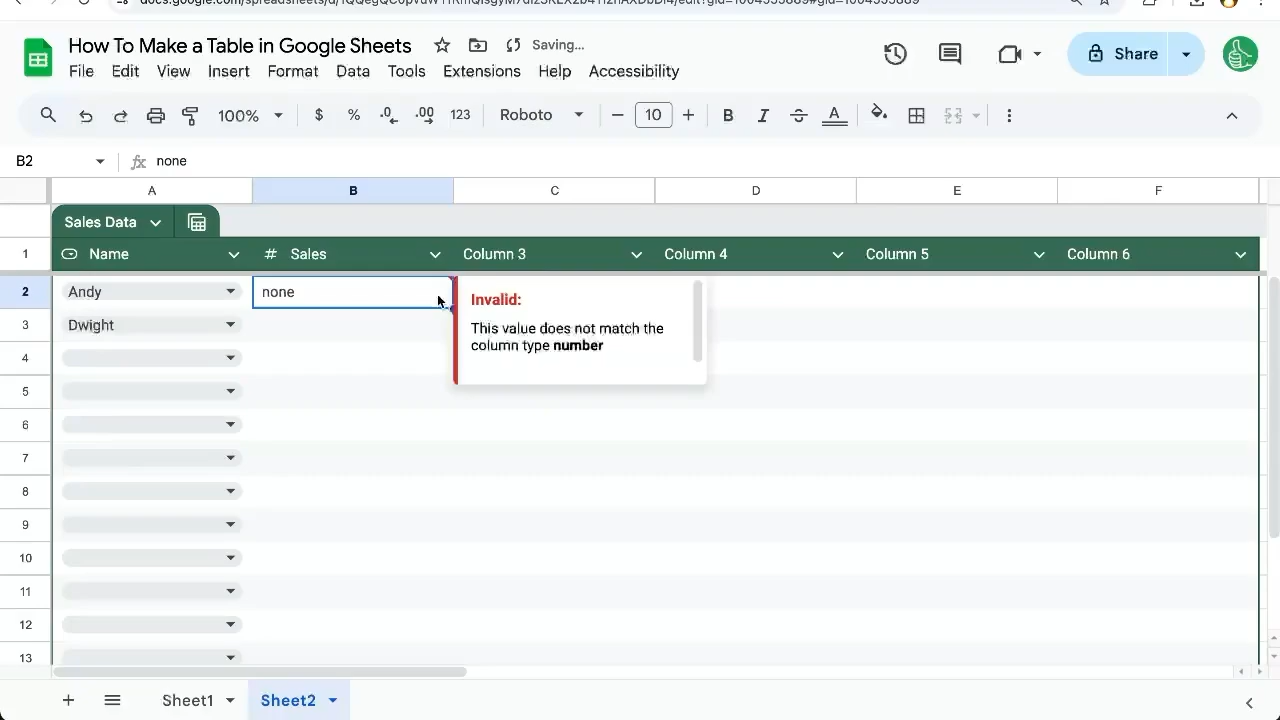 How To Make a Table in Google Sheets
Saving...
Share
File Edit View Insert Format Data Tools Extensions Help Accessibility
100% $ % .0 .00 123 Roboto 10 B I A
B2 fx none
A B C D E F
Sales Data
1 Name # Sales Column 3 Column 4 Column 5 Column 6
2 Andy none
Invalid:
This value does not match the
column type number
3 Dwight
4
5
6
7
8
9
10
11
12
13
Sheet1 Sheet2